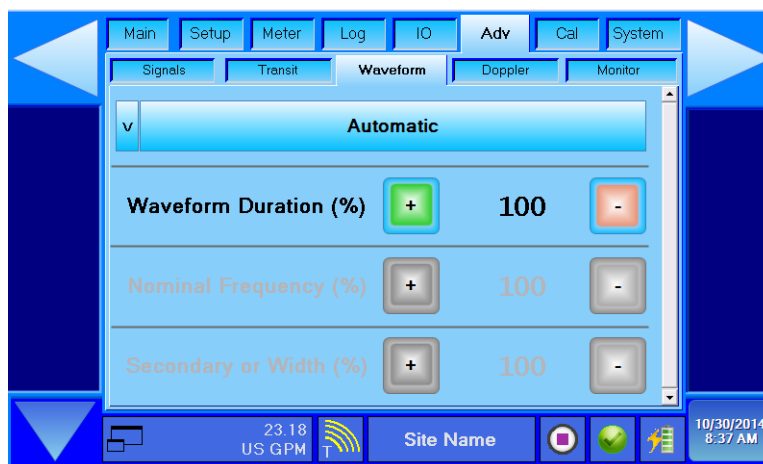 Main Setup Meter Log IO Adv Cal System
Signals Transit Waveform Doppler Monitor
v Automatic
Waveform Duration (%) + 100 -
Nominal Frequency (%) + 100 -
Secondary or Width (%) + 100 -
23.18
US GPM
T
Site Name
10/30/2014
8:37 AM